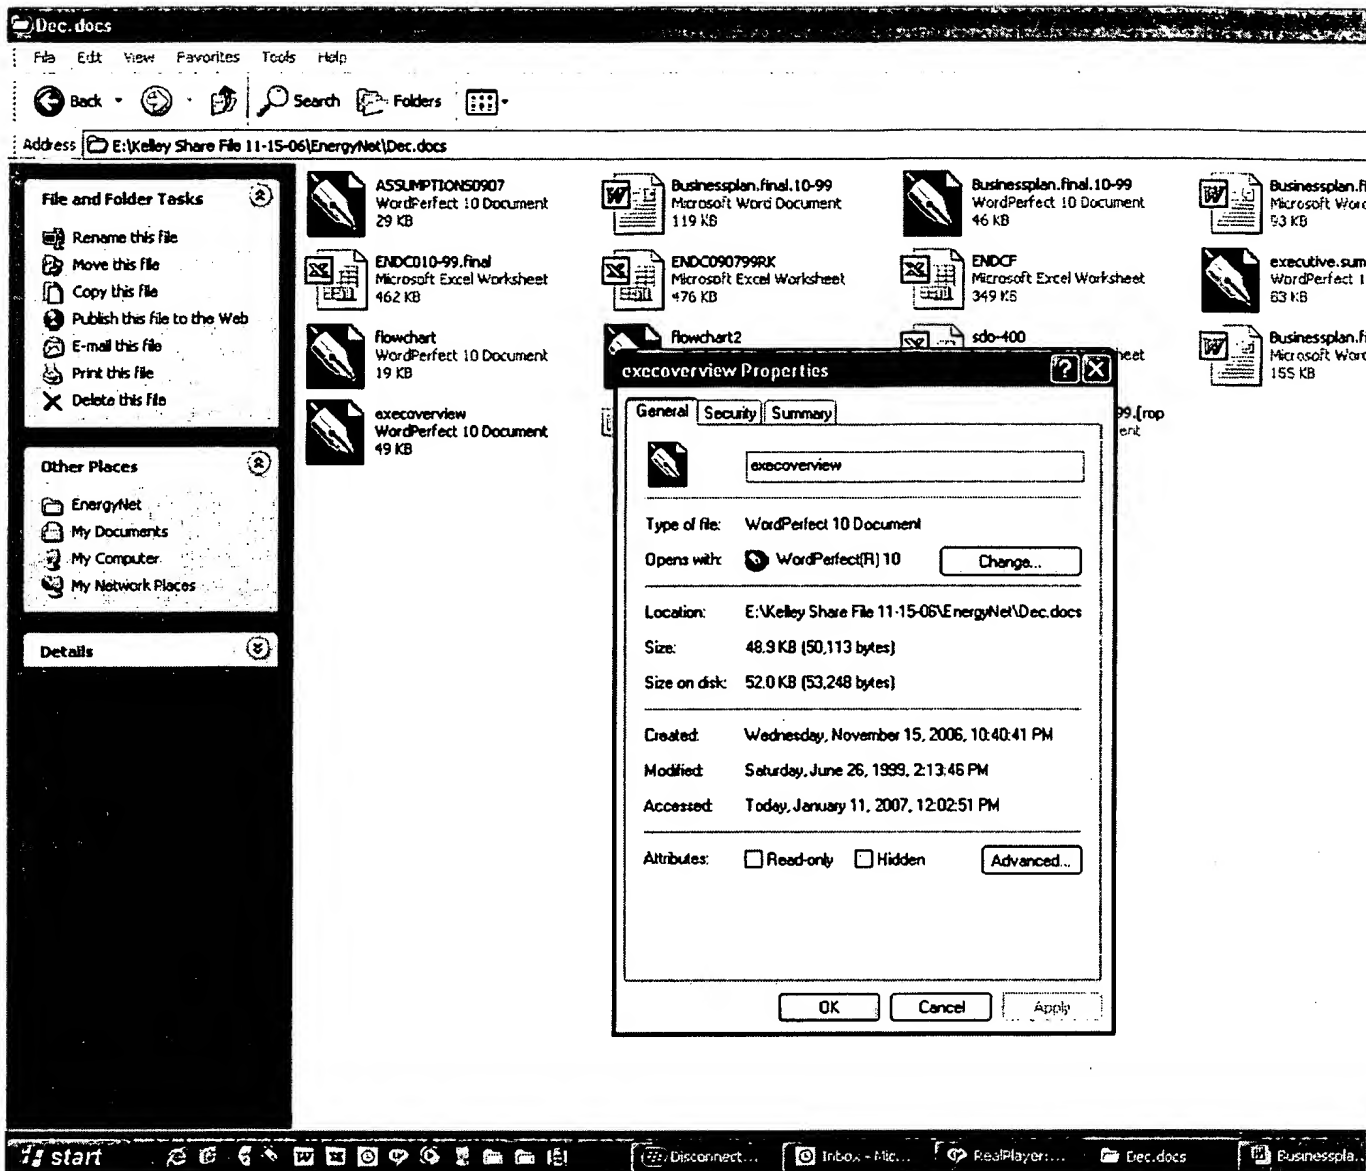 Dec.docs
File Edit View Favorites Tools Help
Back Search Folders
Address E:\Kelley Share File 11-15-06\EnergyNet\Dec.docs
File and Folder Tasks
Rename this file
Move this file
Copy this file
Publish this file to the Web
E-mail this file
Print this file
Delete this file
Other Places
EnergyNet
My Documents
My Computer
My Network Places
Details
ASSUMPTIONS0907
WordPerfect 10 Document
29 KB
Businessplan.final.10-99
Microsoft Word Document
119 KB
Businessplan.final.10-99
WordPerfect 10 Document
46 KB
Businessplan.fi
Microsoft Word
93 KB
ENDC010-99.final
Microsoft Excel Worksheet
462 KB
ENDC090799RK
Microsoft Excel Worksheet
476 KB
ENDCF
Microsoft Excel Worksheet
349 KB
executive.sum
WordPerfect 1
63 KB
flowchart
WordPerfect 10 Document
19 KB
flowchart2
sdo-400
heet
Businessplan.fi
Microsoft Word
155 KB
execoverview
WordPerfect 10 Document
49 KB
99.[rop
ent
execoverview Properties
General Security Summary
execoverview
Type of file: WordPerfect 10 Document
Opens with: WordPerfect(R) 10 Change...
Location: E:\Kelley Share File 11-15-06\EnergyNet\Dec.docs
Size: 48.9 KB (50,113 bytes)
Size on disk: 52.0 KB (53,248 bytes)
Created: Wednesday, November 15, 2006, 10:40:41 PM
Modified: Saturday, June 26, 1999, 2:13:46 PM
Accessed: Today, January 11, 2007, 12:02:51 PM
Attributes: Read-only Hidden Advanced...
OK Cancel Apply
start Disconnect... Inbox - Mic... RealPlayer:... Dec.docs Businesspla...